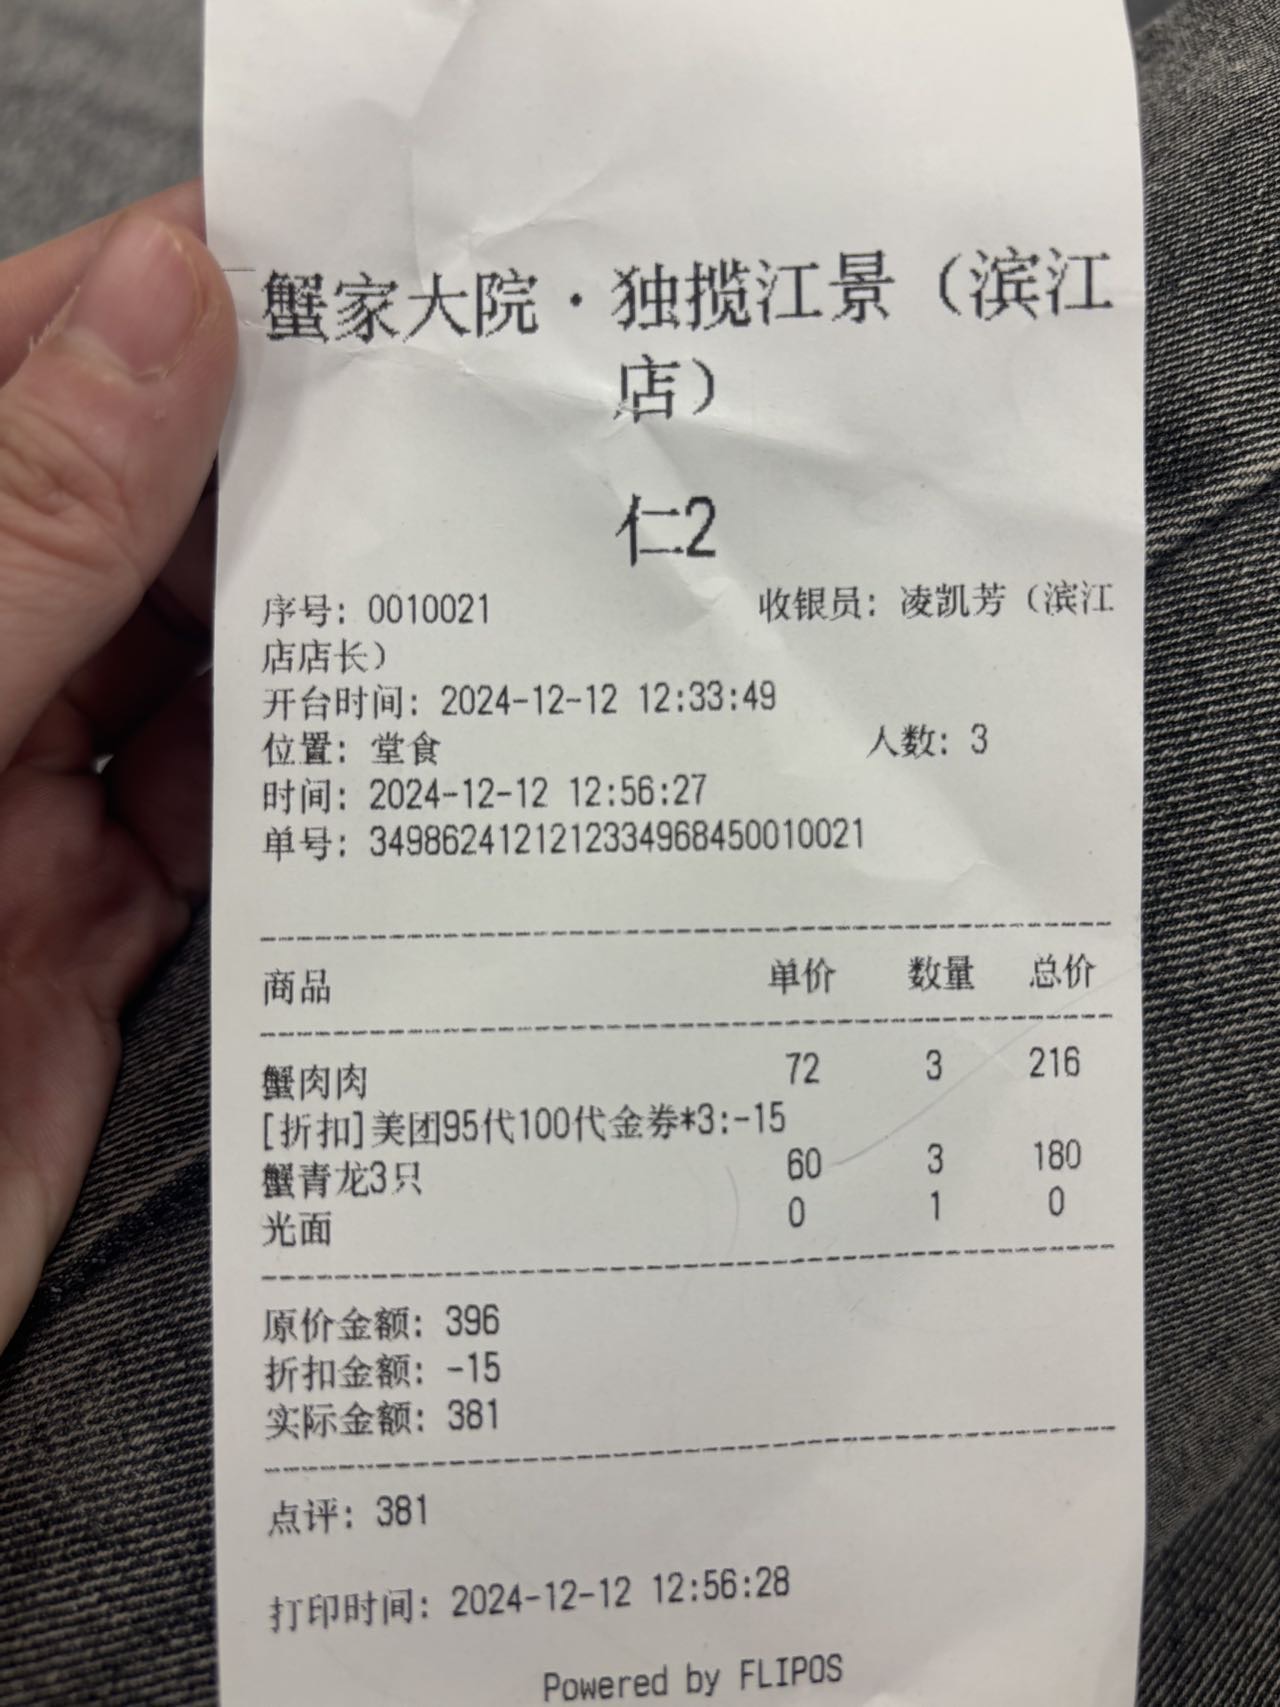 蟹家大院·独揽江景（滨江
店）
仁2
序号: 0010021 收银员: 凌凯芳（滨江
店店长）
开台时间: 2024-12-12 12:33:49
位置: 堂食 人数: 3
时间: 2024-12-12 12:56:27
单号: 3498624121212334968450010021
商品 单价 数量 总价
蟹肉肉 72 3 216
[折扣]美团95代100代金券*3:-15
蟹青龙3只 60 3 180
光面 0 1 0
原价金额: 396
折扣金额: -15
实际金额: 381
点评: 381
打印时间: 2024-12-12 12:56:28
Powered by FLIPOS